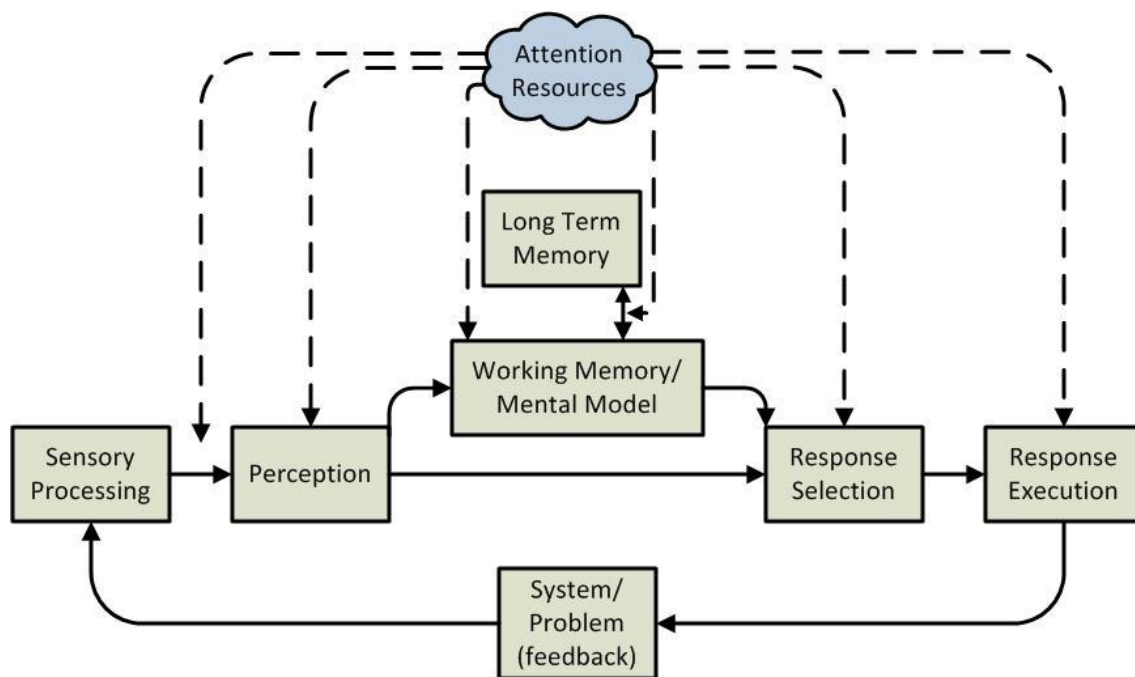 Attention
Resources
Long Term
Memory
Working Memory/
Mental Model
Sensory
Processing
Perception
Response
Selection
Response
Execution
System/
Problem
(feedback)